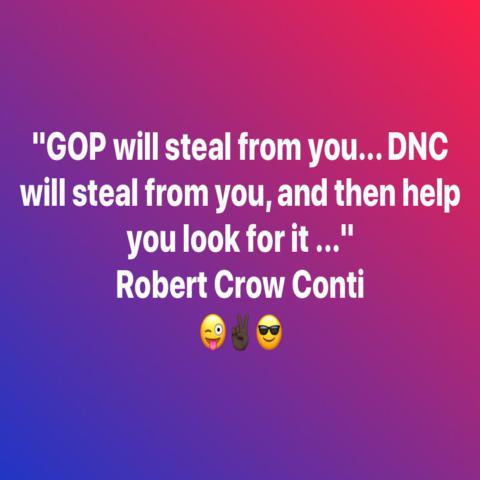 "GOP will steal from you... DNC
will steal from you, and then help
you look for it ..."
Robert Crow Conti
😜✌🏿😎